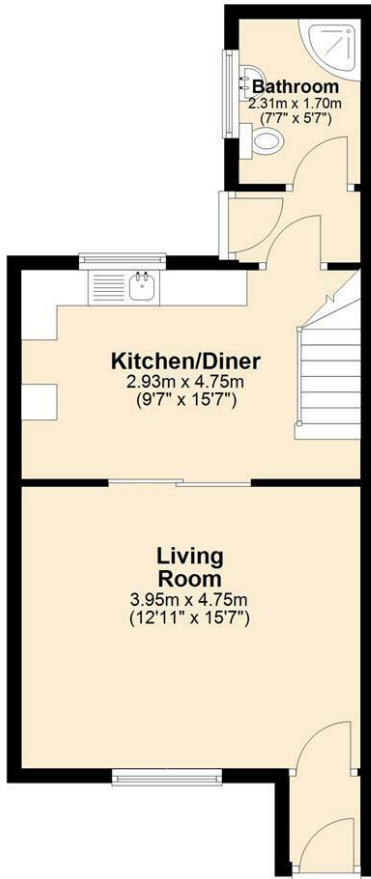 Bathroom
2.31m x 1.70m
(7'7" x 5'7")
Kitchen/Diner
2.93m x 4.75m
(9'7" x 15'7")
Living
Room
3.95m x 4.75m
(12'11" x 15'7")